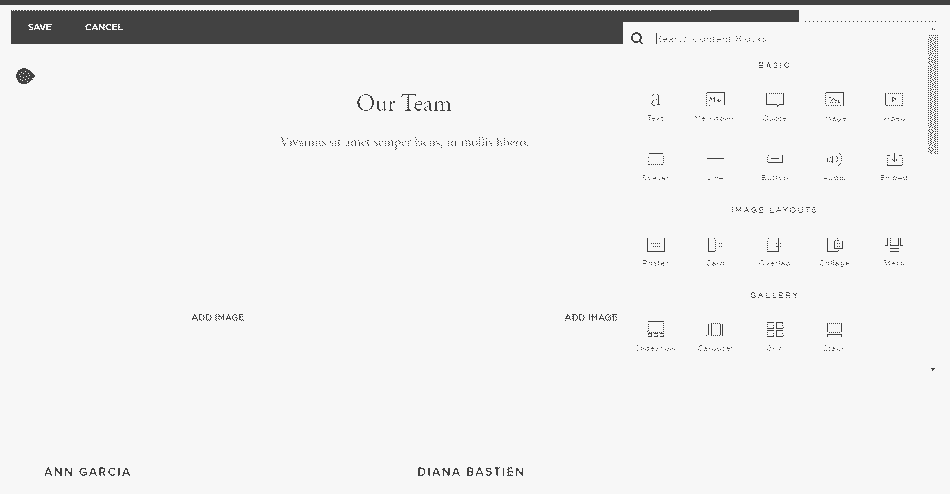 SAVE CANCEL
Search Content Blocks
BASIC
Our Team
Text Markdown Quote Image Video
Vivamus sit amet semper lacus, in mollis libero.
Spacer Line Button Audio Embed
IMAGE LAYOUTS
Poster Card Overlap Collage Stack
GALLERY
ADD IMAGE ADD IMAGE
Slideshow Carousel Grid Stack
ANN GARCIA DIANA BASTIEN